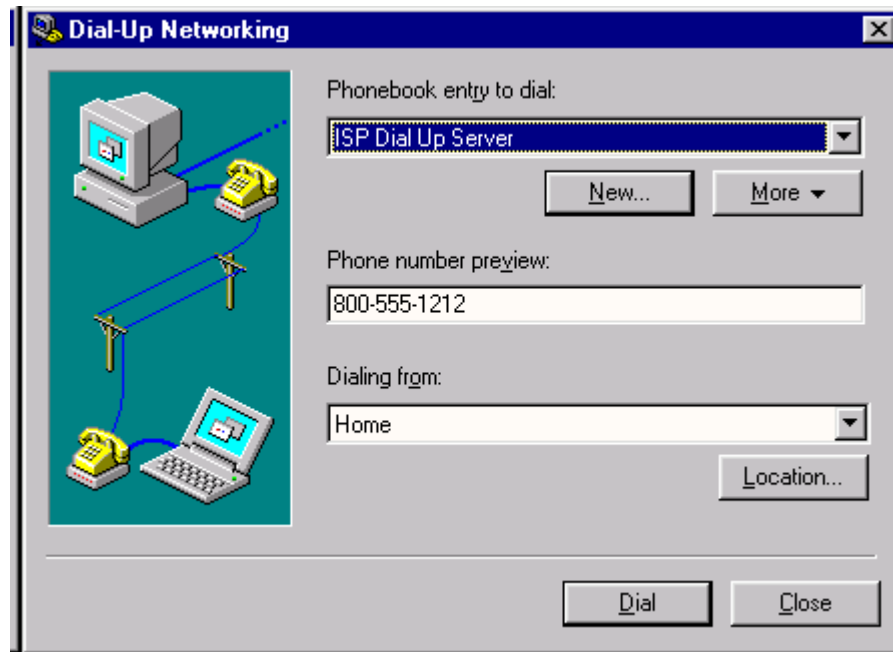 Dial-Up Networking
Phonebook entry to dial:
ISP Dial Up Server
New... More
Phone number preview:
800-555-1212
Dialing from:
Home
Location...
Dial Close